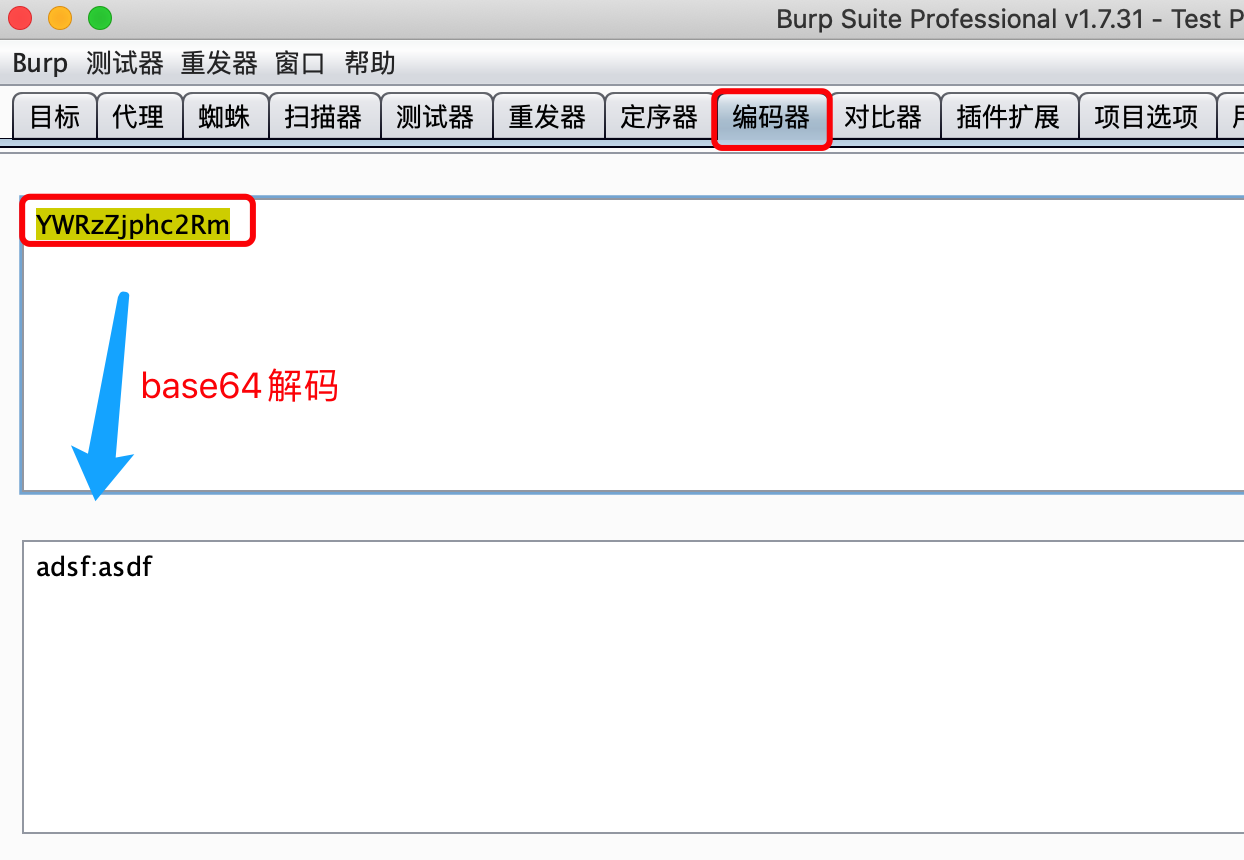 Burp Suite Professional v1.7.31 - Test P
Burp 测试器 重发器 窗口 帮助
目标 代理 蜘蛛 扫描器 测试器 重发器 定序器 编码器 对比器 插件扩展 项目选项
YWRzZjphc2Rm
base64解码
adsf:asdf